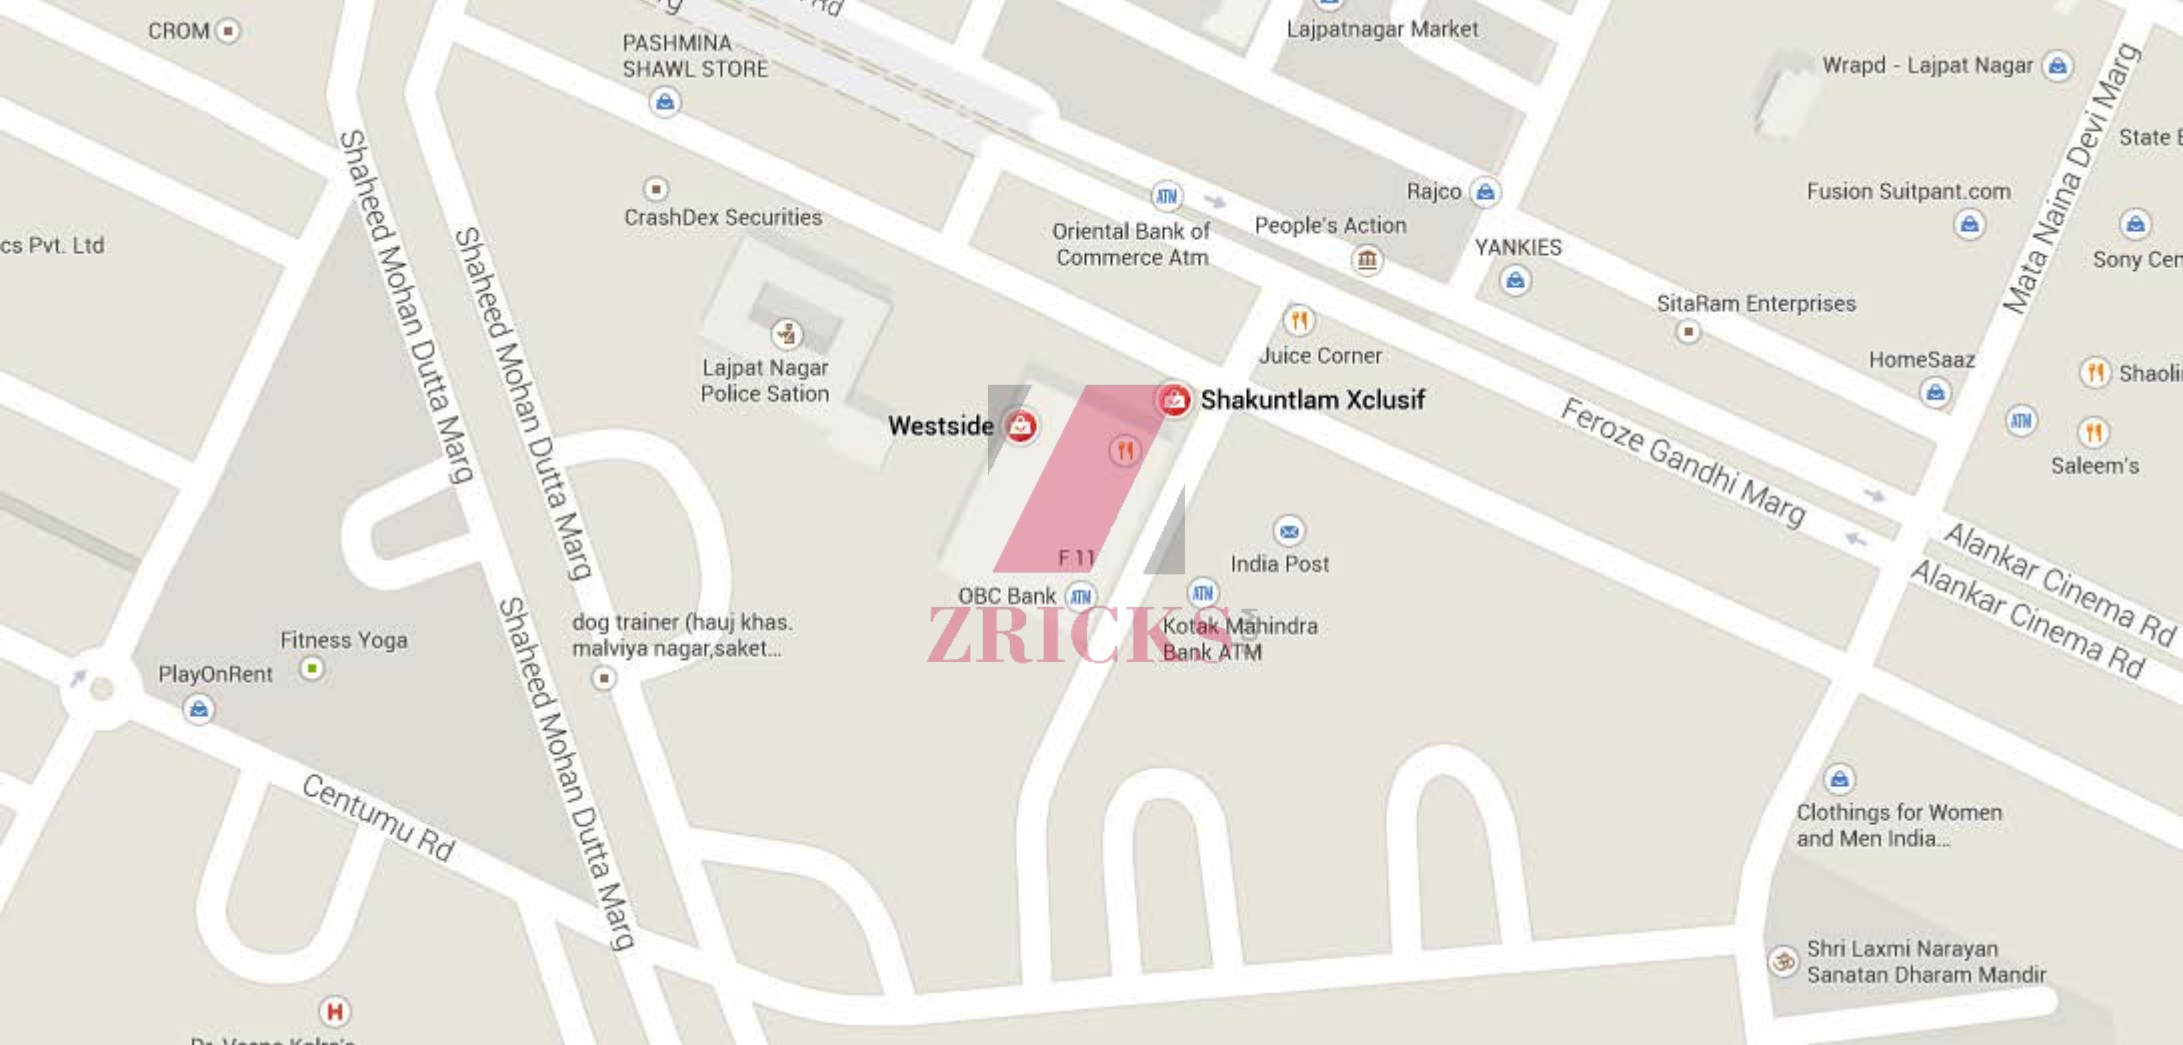 Rd
CROM
Lajpatnagar Market
PASHMINA
SHAWL STORE
Wrapd - Lajpat Nagar
Mata Naina Devi Marg
State
Shaheed Mohan Dutta Marg
Rajco
Fusion Suitpant.com
CrashDex Securities
Oriental Bank of
Commerce Atm
ATM
People's Action
YANKIES
cs Pvt. Ltd
Shaheed Mohan Dutta Marg
Sony Cen
SitaRam Enterprises
Juice Corner
HomeSaaz
Lajpat Nagar
Police Sation
Shaoli
Westside
Shakuntlam Xclusif
Feroze Gandhi Marg
ATM
Saleem's
India Post
F 11
OBC Bank
ATM
ATM
Kotak Mahindra
Bank ATM
ZRICKS
Alankar Cinema Rd
Alankar Cinema Rd
dog trainer (hauj khas.
malviya nagar,saket...
Fitness Yoga
PlayOnRent
Shaheed Mohan Dutta Marg
Centumu Rd
Clothings for Women
and Men India...
Shri Laxmi Narayan
Sanatan Dharam Mandir
H